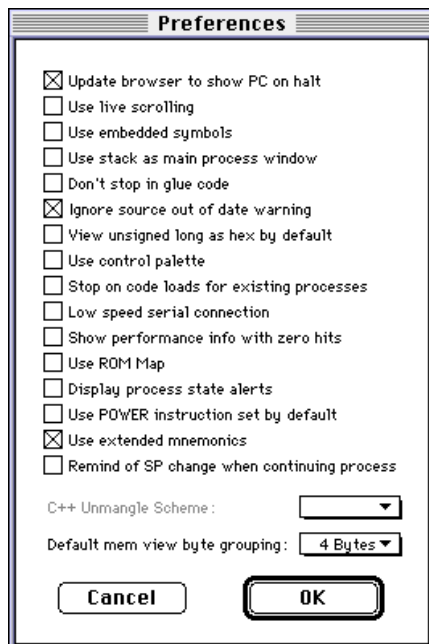 Preferences
Update browser to show PC on halt
Use live scrolling
Use embedded symbols
Use stack as main process window
Don't stop in glue code
Ignore source out of date warning
View unsigned long as hex by default
Use control palette
Stop on code loads for existing processes
Low speed serial connection
Show performance info with zero hits
Use ROM Map
Display process state alerts
Use POWER instruction set by default
Use extended mnemonics
Remind of SP change when continuing process
C++ Unmangle Scheme:
Default mem view byte grouping: 4 Bytes
Cancel OK